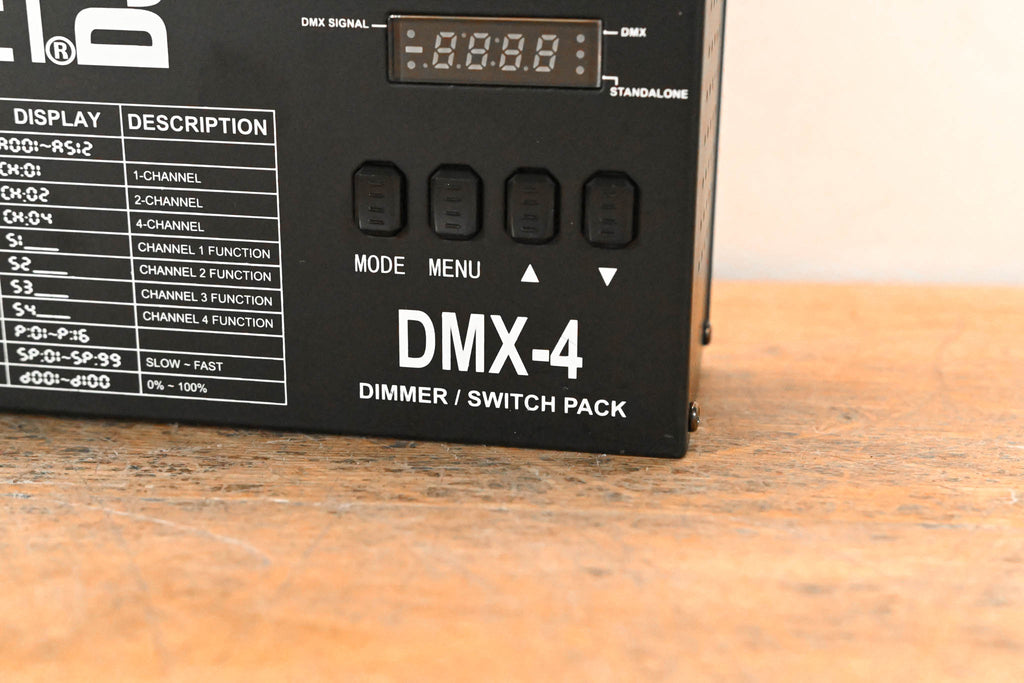 ®
DMX SIGNAL
DMX
STANDALONE
DISPLAY DESCRIPTION
A001~A512
CH:01 1-CHANNEL
CH:02 2-CHANNEL
CH:04 4-CHANNEL
S1:___ CHANNEL 1 FUNCTION
S2___ CHANNEL 2 FUNCTION
S3___ CHANNEL 3 FUNCTION
S4___ CHANNEL 4 FUNCTION
P:01~P:16
SP:01~SP:99 SLOW ~ FAST
d001~d100 0% ~ 100%
MODE MENU ▲ ▼
DMX-4
DIMMER / SWITCH PACK